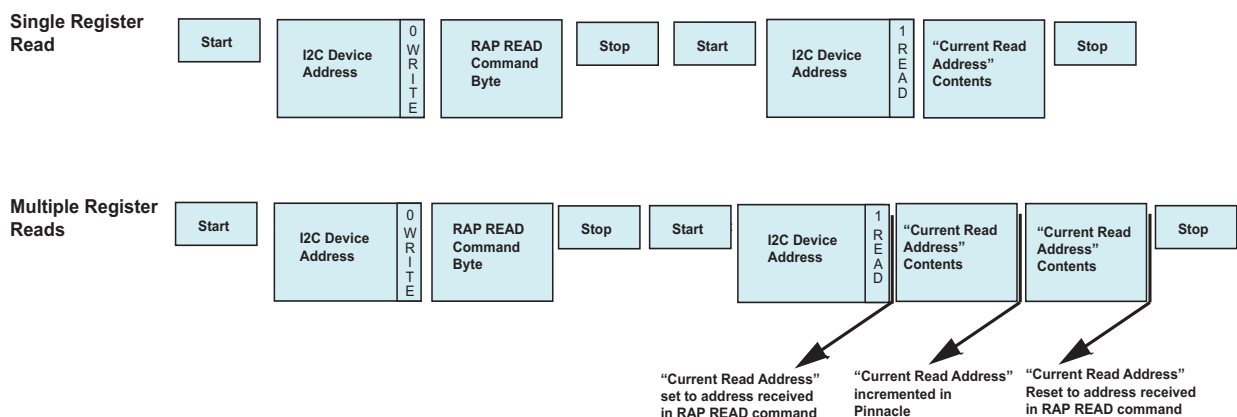 Single Register
Read
Start
I2C Device
Address
0
W
R
I
T
E
RAP READ
Command
Byte
Stop
Start
I2C Device
Address
1
R
E
A
D
“Current Read
Address”
Contents
Stop
Multiple Register
Reads
Start
I2C Device
Address
0
W
R
I
T
E
RAP READ
Command
Byte
Stop
Start
I2C Device
Address
1
R
E
A
D
“Current Read
Address”
Contents
“Current Read
Address”
Contents
Stop
“Current Read Address”
set to address received
in RAP READ command
“Current Read Address”
incremented in
Pinnacle
“Current Read Address”
Reset to address received
in RAP READ command